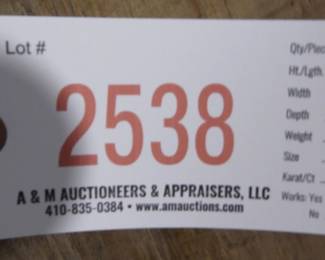 Lot #
2538
A & M AUCTIONEERS & APPRAISERS, LLC
410-835-0384 • www.amauctions.com
Qty/Piec
Ht./Lgth.
Width
Depth
Weight
Size
Karat/Ct
Works: Yes
No